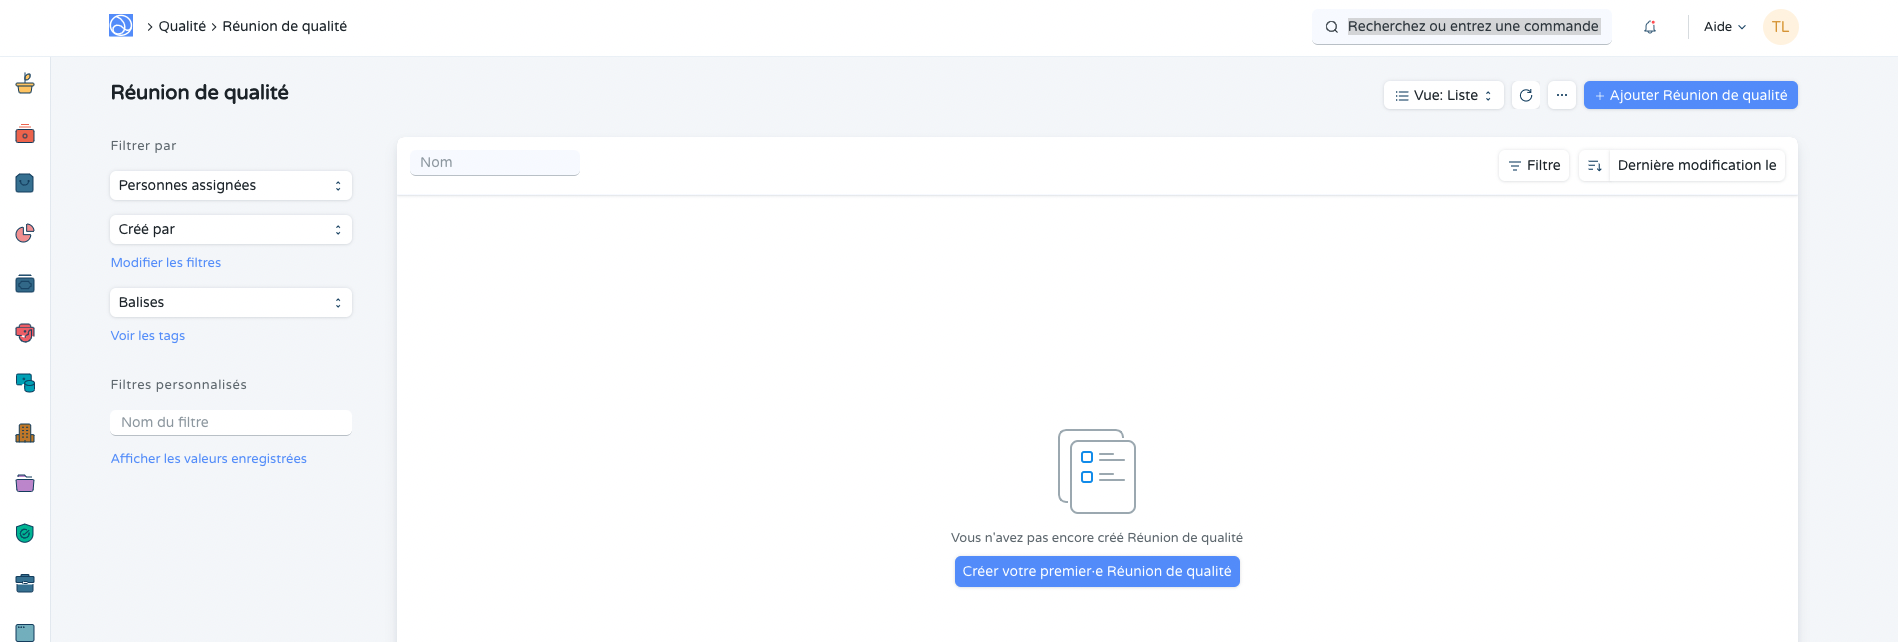 Qualité Réunion de qualité
Recherchez ou entrez une commande
Aide
TL
Réunion de qualité
Vue: Liste
Ajouter Réunion de qualité
Filtrer par
Personnes assignées
Créé par
Modifier les filtres
Balises
Voir les tags
Filtres personnalisés
Nom du filtre
Afficher les valeurs enregistrées
Nom
Filtre
Dernière modification le
Vous n'avez pas encore créé Réunion de qualité
Créer votre premier·e Réunion de qualité